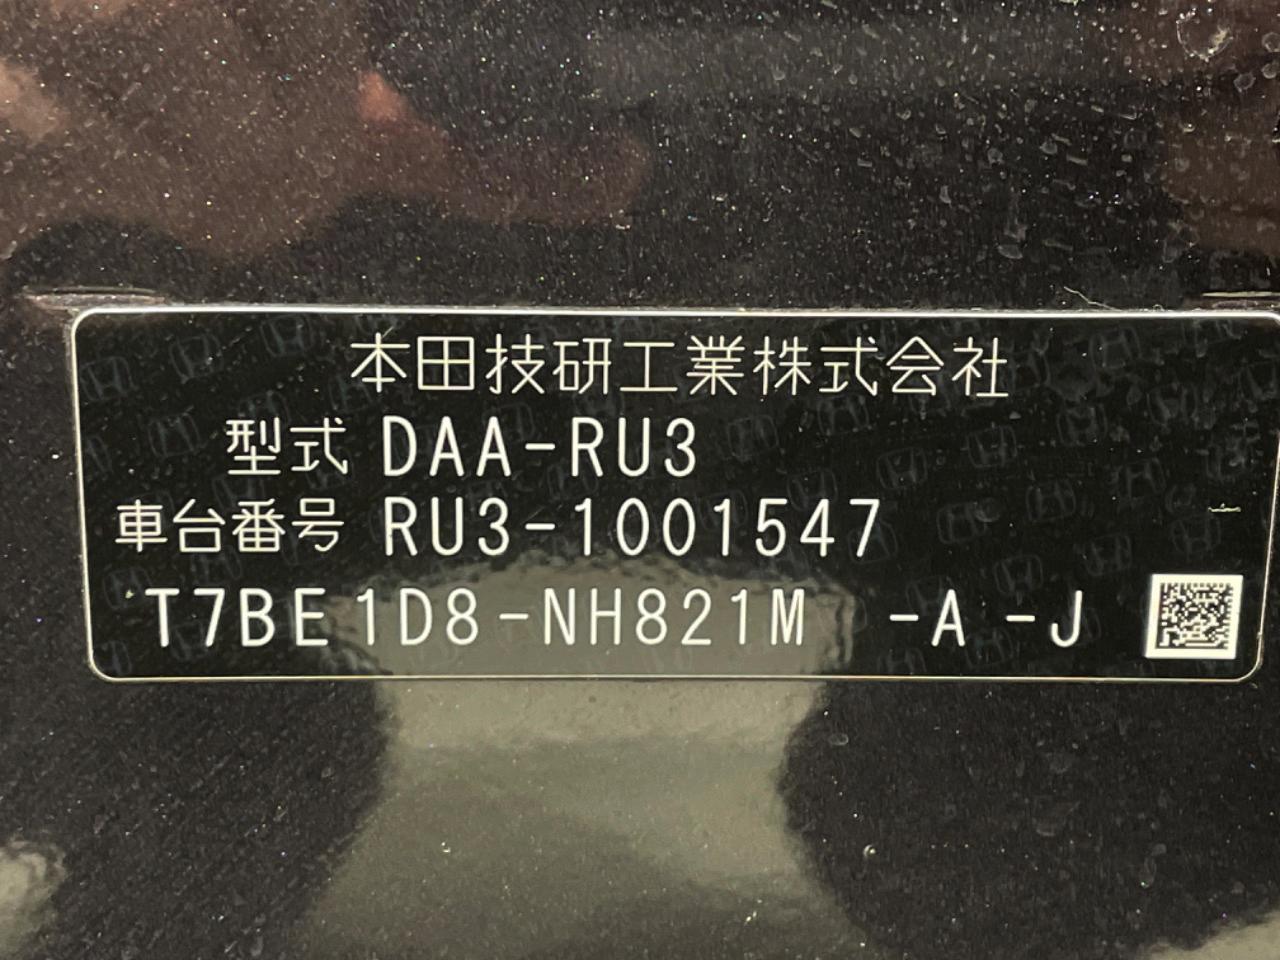 本田技研工業株式会社
型式 DAA-RU3
車台番号 RU3-1001547
T7BE1D8-NH821M -A -J